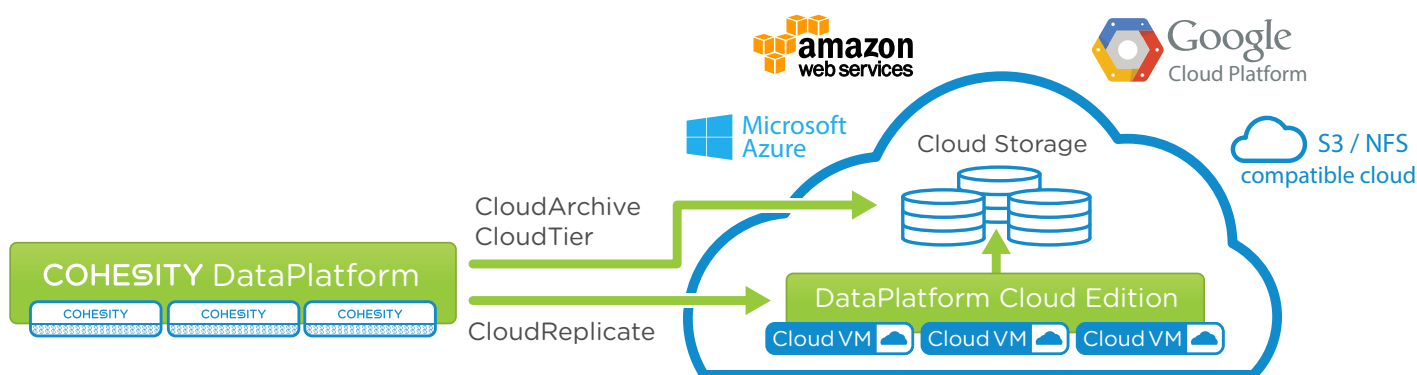 amazon
web services
Google
Cloud Platform
Microsoft
Azure
Cloud Storage
S3 / NFS
compatible cloud
CloudArchive
CloudTier
COHESITY DataPlatform
COHESITY
COHESITY
COHESITY
CloudReplicate
DataPlatform Cloud Edition
Cloud VM
Cloud VM
Cloud VM